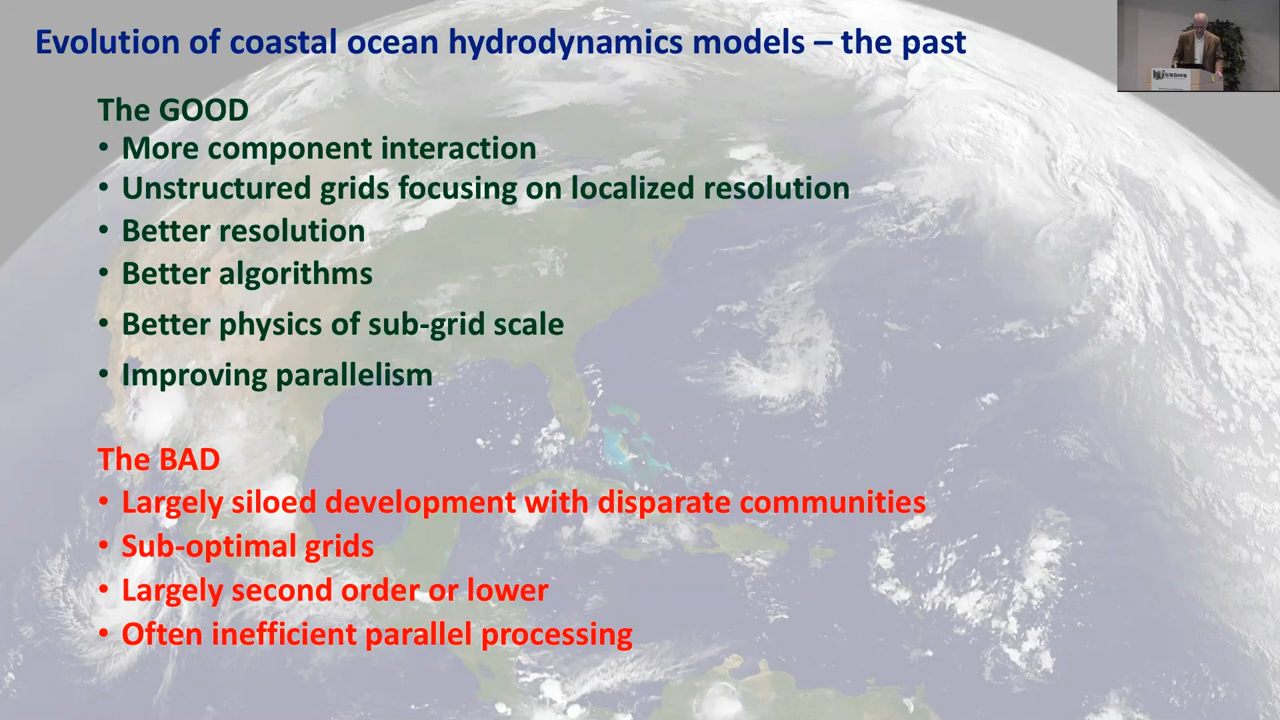 Evolution of coastal ocean hydrodynamics models – the past
The GOOD
• More component interaction
• Unstructured grids focusing on localized resolution
• Better resolution
• Better algorithms
• Better physics of sub-grid scale
• Improving parallelism
The BAD
• Largely siloed development with disparate communities
• Sub-optimal grids
• Largely second order or lower
• Often inefficient parallel processing
CSDMS